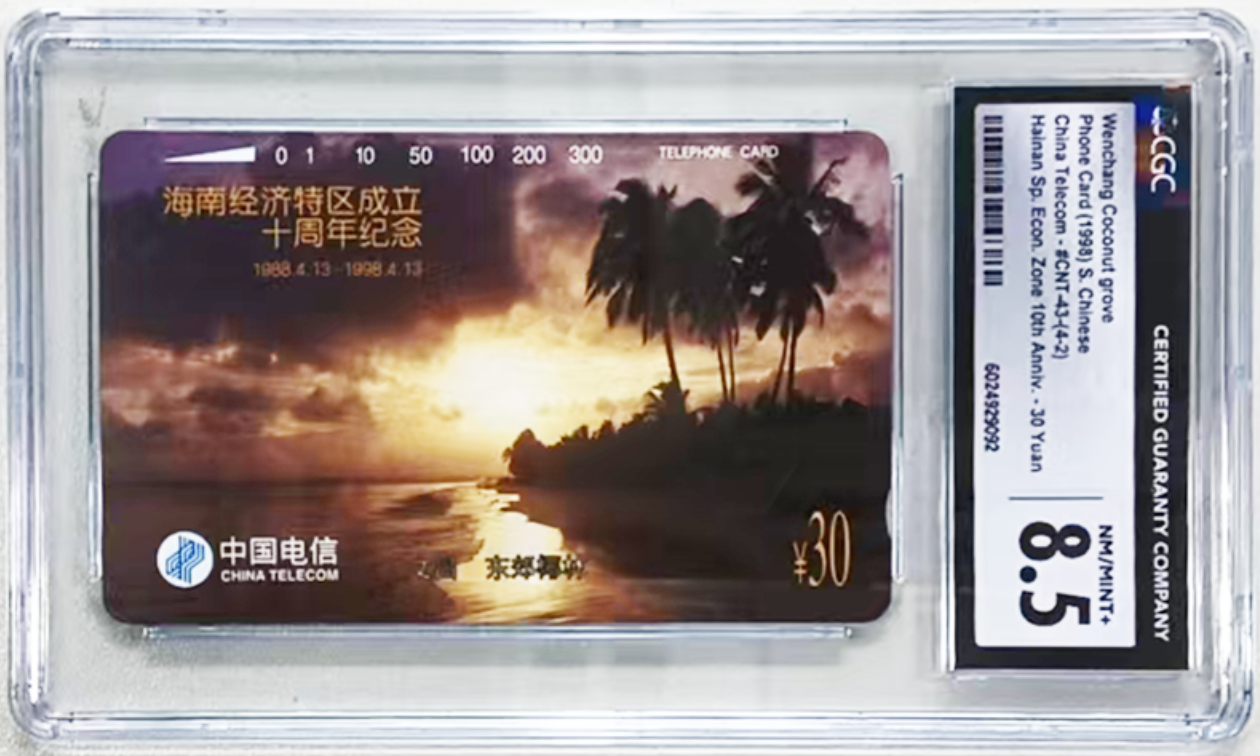 0 1 10 50 100 200 300 TELEPHONE CARD
海南经济特区成立
十周年纪念
1988.4.13-1998.4.13
中国电信
CHINA TELECOM
东郊椰林
¥30
CGC
CERTIFIED GUARANTY COMPANY
Wenchang Coconut grove
Phone Card (1998) S. Chinese
China Telecom - #CNT-43-(4-2)
Hainan Sp. Econ. Zone 10th Anniv. - 30 Yuan
6024929092
NM/MINT+
8.5